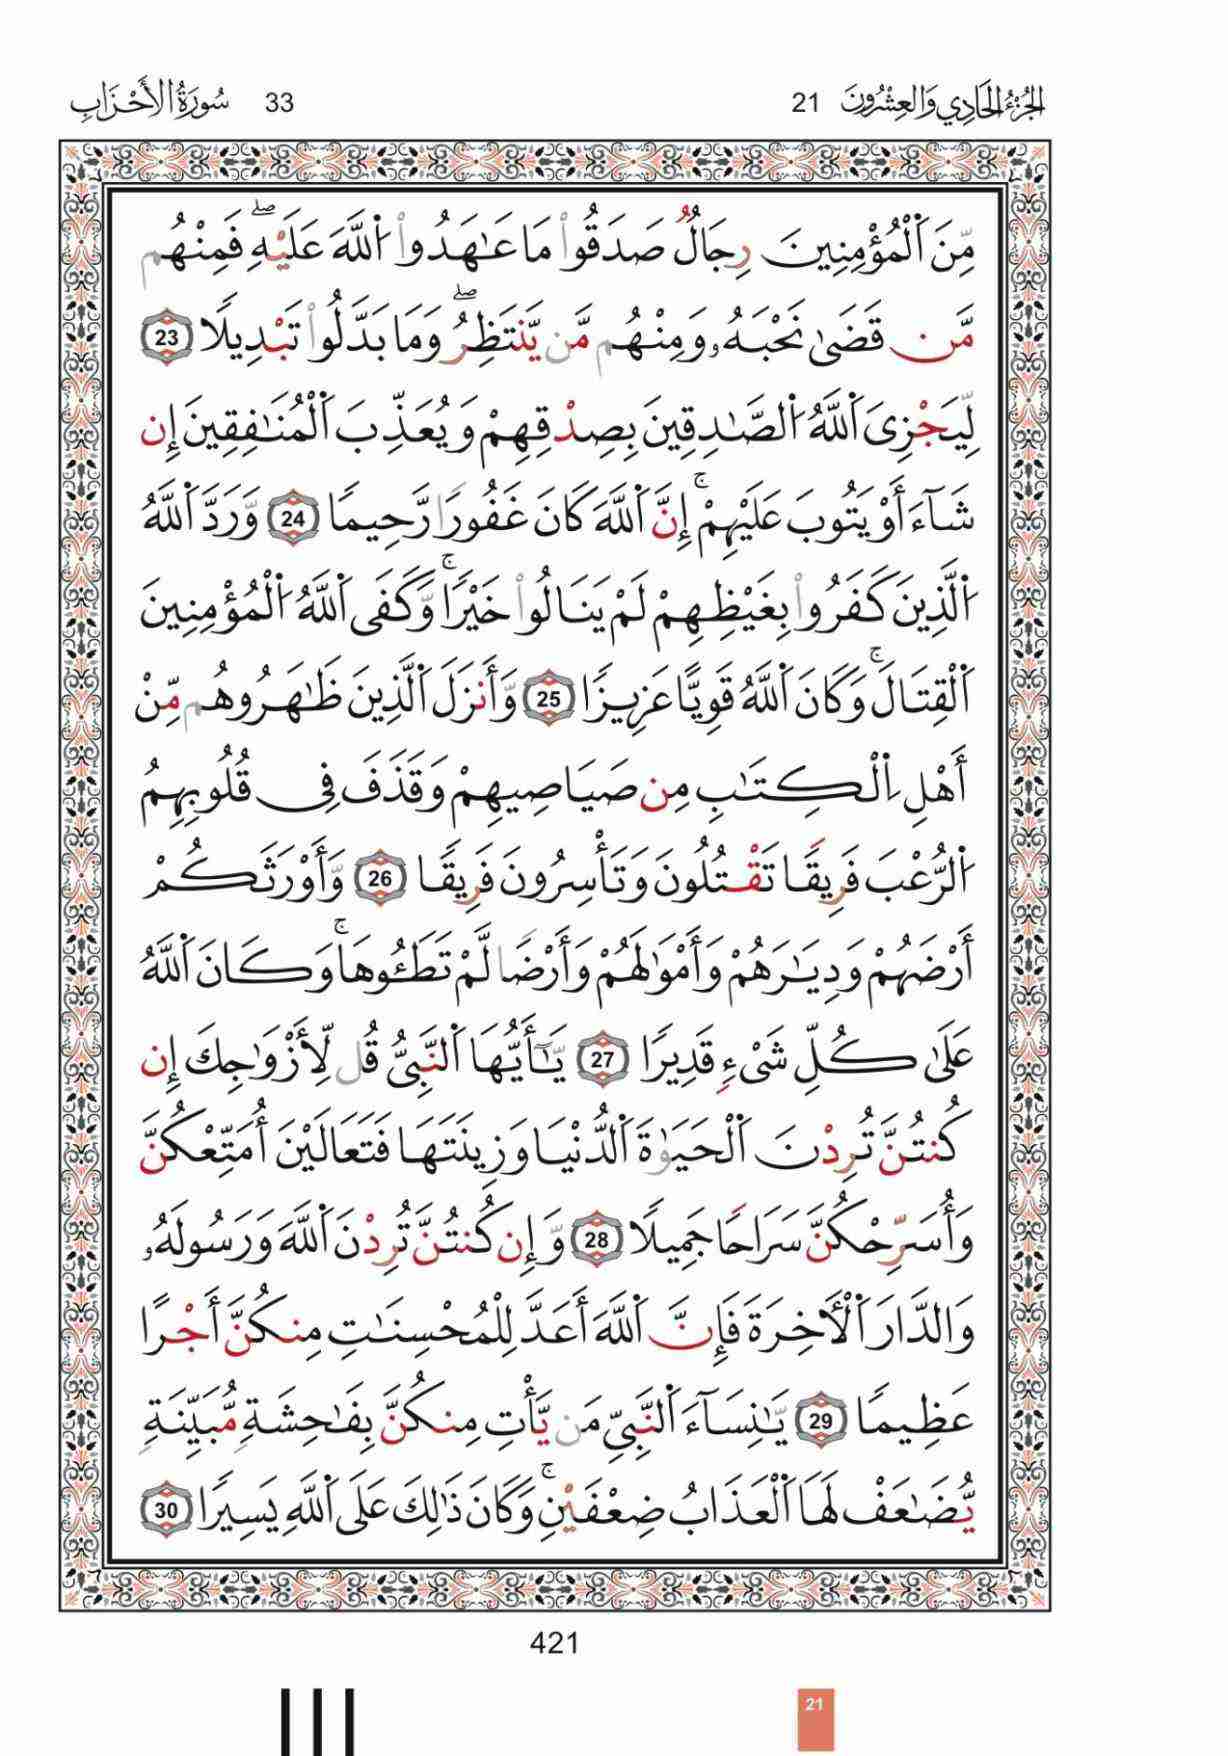 الجُزْءُ الحَادِي وَالعِشْرُونَ 21 33 سُورَةُ الأَحْزَابِ
مِّنَ ٱلْمُؤْمِنِينَ رِجَالٌ صَدَقُوا۟ مَا عَـٰهَدُوا۟ ٱللَّهَ عَلَيْهِ ۖ فَمِنْهُم
مَّن قَضَىٰ نَحْبَهُۥ وَمِنْهُم مَّن يَّنتَظِرُ ۖ وَمَا بَدَّلُوا۟ تَبْدِيلًا 23
لِّيَجْزِىَ ٱللَّهُ ٱلصَّـٰدِقِينَ بِصِدْقِهِمْ وَيُعَذِّبَ ٱلْمُنَـٰفِقِينَ إِن
شَآءَ أَوْ يَتُوبَ عَلَيْهِمْ ۚ إِنَّ ٱللَّهَ كَانَ غَفُورًا رَّحِيمًا 24 وَّرَدَّ ٱللَّهُ
ٱلَّذِينَ كَفَرُوا۟ بِغَيْظِهِمْ لَمْ يَنَالُوا۟ خَيْرًا ۚ وَّكَفَى ٱللَّهُ ٱلْمُؤْمِنِينَ
ٱلْقِتَالَ ۚ وَكَانَ ٱللَّهُ قَوِيًّا عَزِيزًا 25 وَّأَنزَلَ ٱلَّذِينَ ظَـٰهَرُوهُم مِّنْ
أَهْلِ ٱلْكِتَـٰبِ مِن صَيَاصِيهِمْ وَقَذَفَ فِى قُلُوبِهِمُ
ٱلرُّعْبَ فَرِيقًا تَقْتُلُونَ وَتَأْسِرُونَ فَرِيقًا 26 وَّأَوْرَثَكُمْ
أَرْضَهُمْ وَدِيَـٰرَهُمْ وَأَمْوَٰلَهُمْ وَأَرْضًا لَّمْ تَطَـُٔوهَا ۚ وَكَانَ ٱللَّهُ
عَلَىٰ كُلِّ شَىْءٍ قَدِيرًا 27 يَّـٰٓأَيُّهَا ٱلنَّبِىُّ قُل لِّأَزْوَٰجِكَ إِن
كُنتُنَّ تُرِدْنَ ٱلْحَيَوٰةَ ٱلدُّنْيَا وَزِينَتَهَا فَتَعَالَيْنَ أُمَتِّعْكُنَّ
وَأُسَرِّحْكُنَّ سَرَاحًا جَمِيلًا 28 وَّإِن كُنتُنَّ تُرِدْنَ ٱللَّهَ وَرَسُولَهُۥ
وَالدَّارَ ٱلْأَخِرَةَ فَإِنَّ ٱللَّهَ أَعَدَّ لِلْمُحْسِنَـٰتِ مِنكُنَّ أَجْرًا
عَظِيمًا 29 يَّـٰنِسَآءَ ٱلنَّبِىِّ مَن يَّأْتِ مِنكُنَّ بِفَـٰحِشَةٍ مُّبَيِّنَةٍ
يُّضَـٰعَفْ لَهَا ٱلْعَذَابُ ضِعْفَيْنِ ۚ وَكَانَ ذَٰلِكَ عَلَى ٱللَّهِ يَسِيرًا 30
421
21